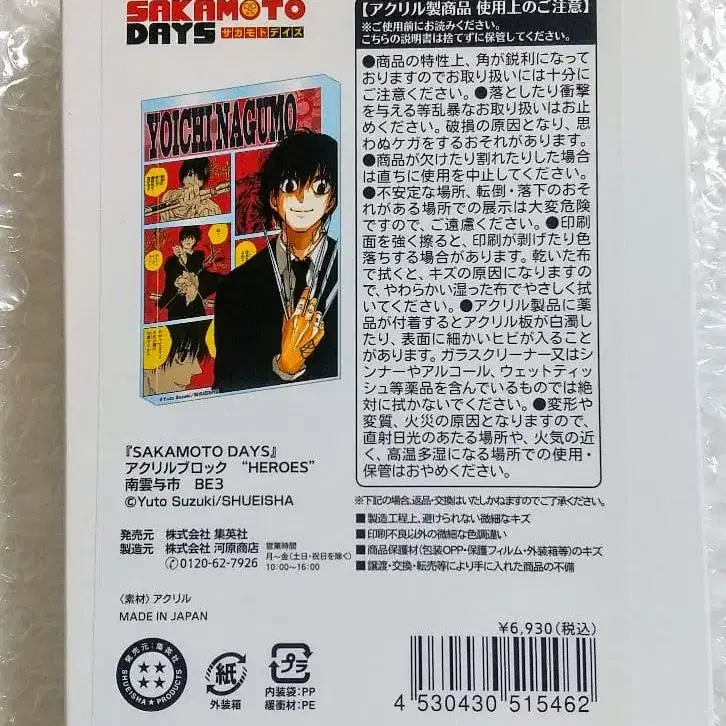 SAKAMOTO
DAYS サカモトデイズ
YOICHI NAGUMO
©Yuto Suzuki/SHUEISHA
『SAKAMOTO DAYS』
アクリルブロック “HEROES”
南雲与市 BE3
©Yuto Suzuki/SHUEISHA
発売元 株式会社 集英社
製造元 株式会社 河原商店
0120-62-7926
営業時間
月～金(土日・祝日を除く)
10:00～16:00
〈素材〉アクリル
MADE IN JAPAN
発売元:集英社
SHUEISHA PRODUCTS
紙
外装箱
プラ
内装袋:PP
緩衝材:PE
【アクリル製商品 使用上のご注意】
※ご使用前にお読みください。
こちらの説明書は捨てずに保管してください。
●商品の特性上、角が鋭利になって
おりますのでお取り扱いには十分に
ご注意ください。●落としたり衝撃
を与える等乱暴なお取り扱いはお止
めください。破損の原因となり、思
わぬケガをするおそれがあります。
●商品が欠けたり割れたりした場合
は直ちに使用を中止してください。
●不安定な場所、転倒・落下のおそ
れがある場所での展示は大変危険
ですので、ご遠慮ください。●印刷
面を強く擦ると、印刷が剥げたり色
落ちする場合があります。乾いた布
で拭くと、キズの原因になりますの
で、やわらかい湿った布でやさしく拭
いてください。●アクリル製品に薬
品が付着するとアクリル板が白濁し
たり、表面に細かいヒビが入ること
があります。ガラスクリーナー又はシ
ンナーやアルコール、ウェットティッ
シュ等薬品を含んでいるものでは絶
対に拭かないでください。●変形や
変質、火災の原因となりますので、
直射日光のあたる場所や、火気の近
く、高温多湿になる場所での使用・
保管はおやめください。
※下記の場合、返品・交換はいたしかねますのでご了承ください。
■製造工程上、避けられない微細なキズ
■印刷不良以外の微細な色調違い
■商品保護材(包装OPP・保護フィルム・外装箱等)のキズ
■譲渡・交換・転売等により手に入れた商品の不備
¥6,930(税込)
4 530430 515462